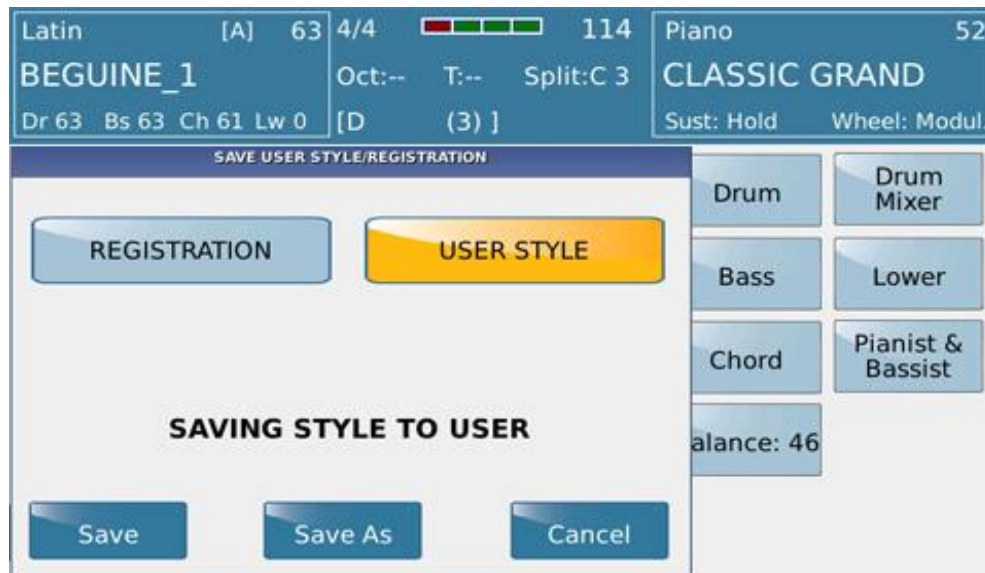 Latin [A] 63
BEGUINE_1
Dr 63 Bs 63 Ch 61 Lw 0
4/4 114
Oct:-- T:-- Split:C 3
[D (3) ]
Piano 52
CLASSIC GRAND
Sust: Hold Wheel: Modul.
SAVE USER STYLE/REGISTRATION
REGISTRATION USER STYLE
SAVING STYLE TO USER
Save Save As Cancel
Drum
Drum
Mixer
Bass
Lower
Chord
Pianist &
Bassist
alance: 46